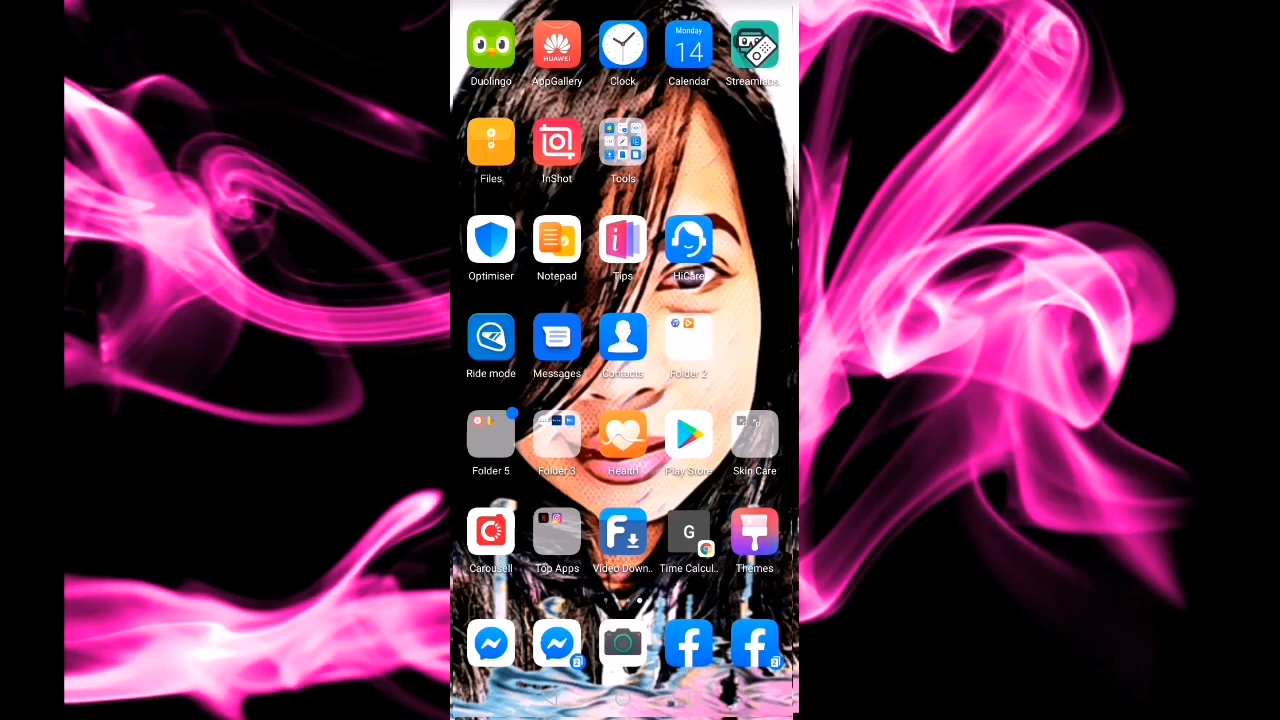 Monday
14
HUAWEI
Duolingo AppGallery Clock Calendar Streamlabs..
Files InShot Tools
Optimiser Notepad Tips HiCare
Ride mode Messages Contacts Folder 2
Folder 5 Folder 3 Health Play Store Skin Care
G
Carousell Top Apps Video Down.. Time Calcul.. Themes